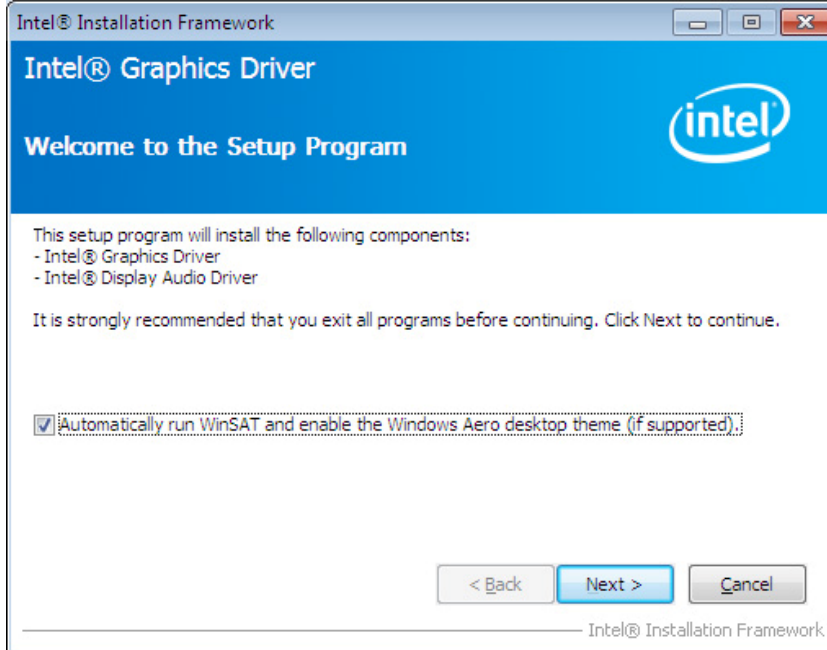 Intel® Installation Framework
Intel® Graphics Driver
intel®
Welcome to the Setup Program
This setup program will install the following components:
- Intel® Graphics Driver
- Intel® Display Audio Driver
It is strongly recommended that you exit all programs before continuing. Click Next to continue.
Automatically run WinSAT and enable the Windows Aero desktop theme (if supported).
< Back
Next >
Cancel
Intel® Installation Framework